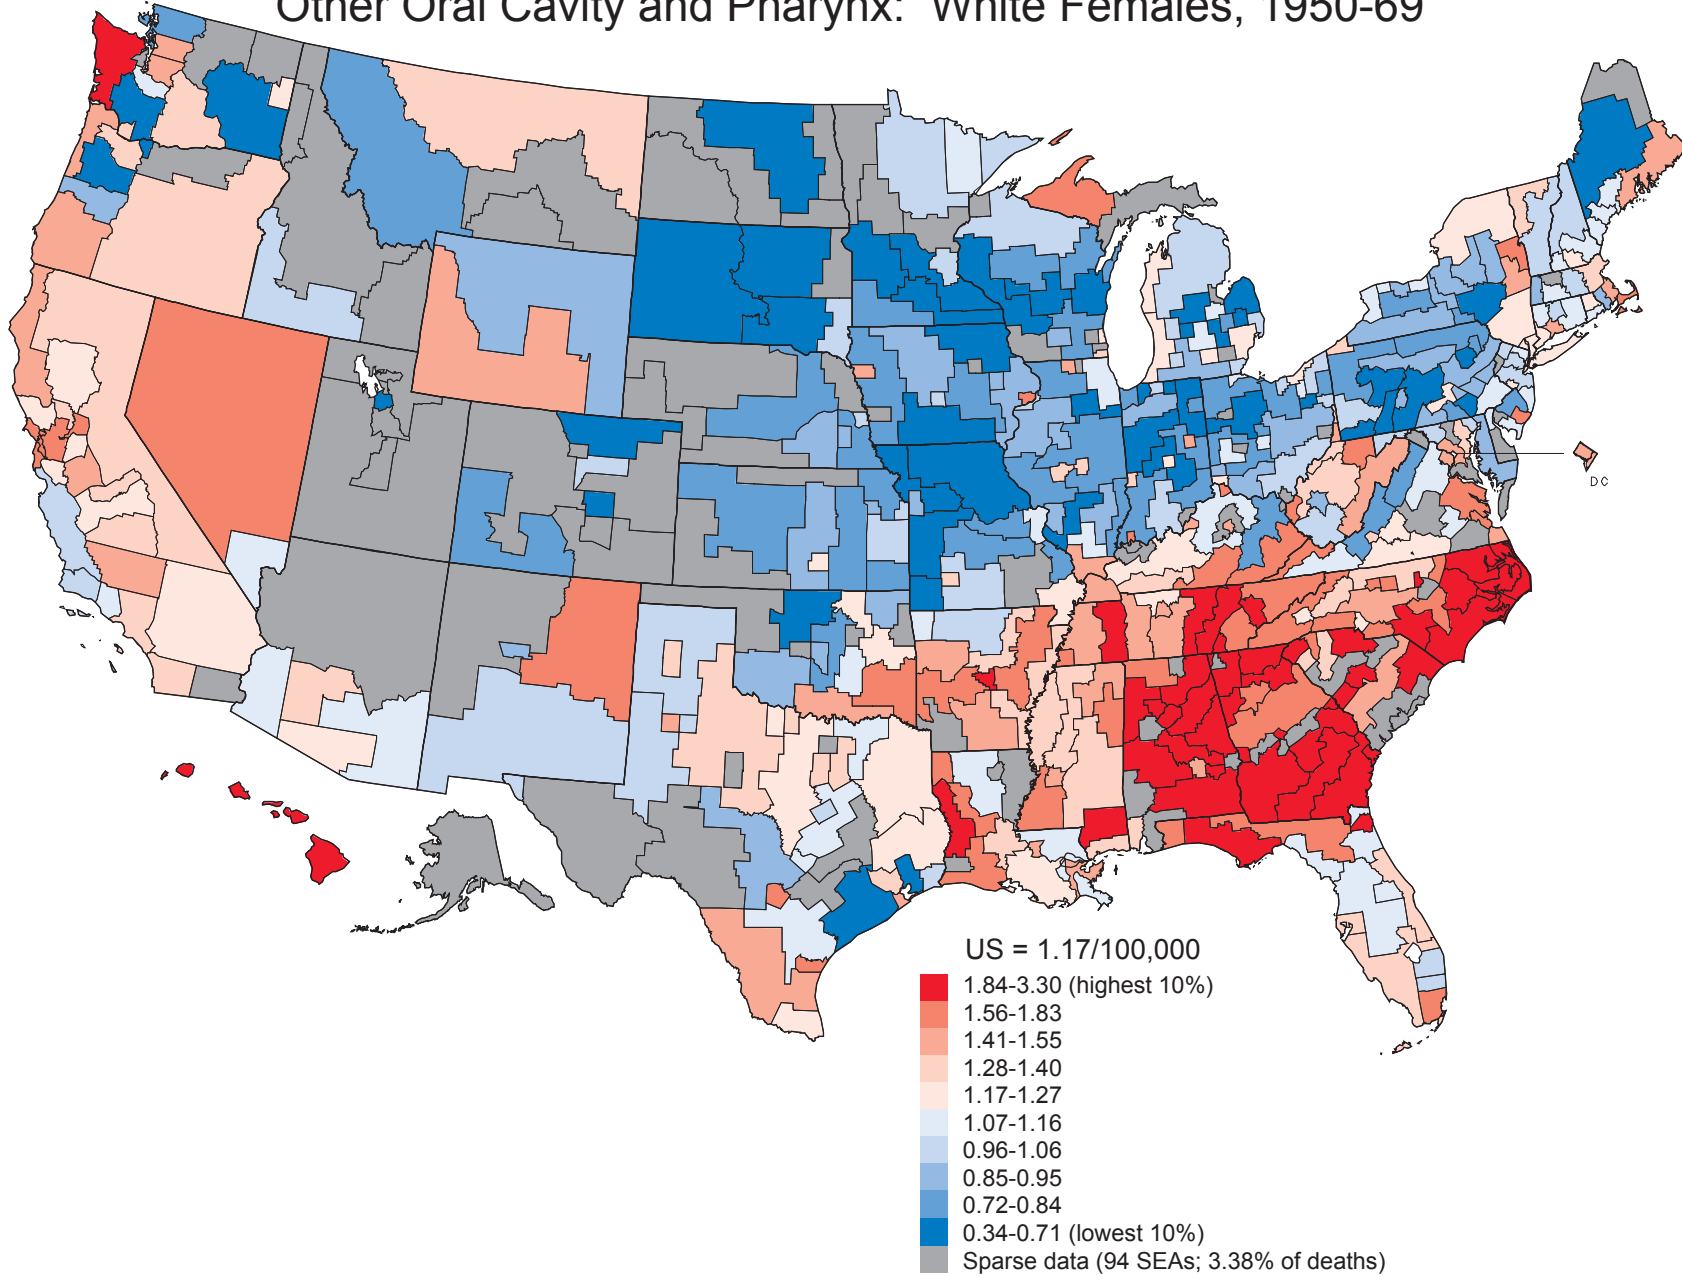 Other Oral Cavity and Pharynx: White Females, 1950-69
DC
US = 1.17/100,000
1.84-3.30 (highest 10%)
1.56-1.83
1.41-1.55
1.28-1.40
1.17-1.27
1.07-1.16
0.96-1.06
0.85-0.95
0.72-0.84
0.34-0.71 (lowest 10%)
Sparse data (94 SEAs; 3.38% of deaths)